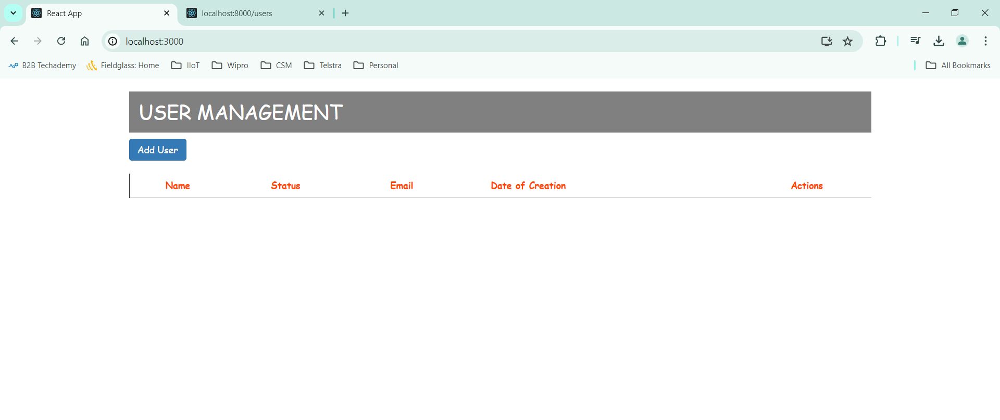 React App
localhost:8000/users
localhost:3000
B2B Techademy Fieldglass: Home IIoT Wipro CSM Telstra Personal All Bookmarks
USER MANAGEMENT
Add User
Name Status Email Date of Creation Actions